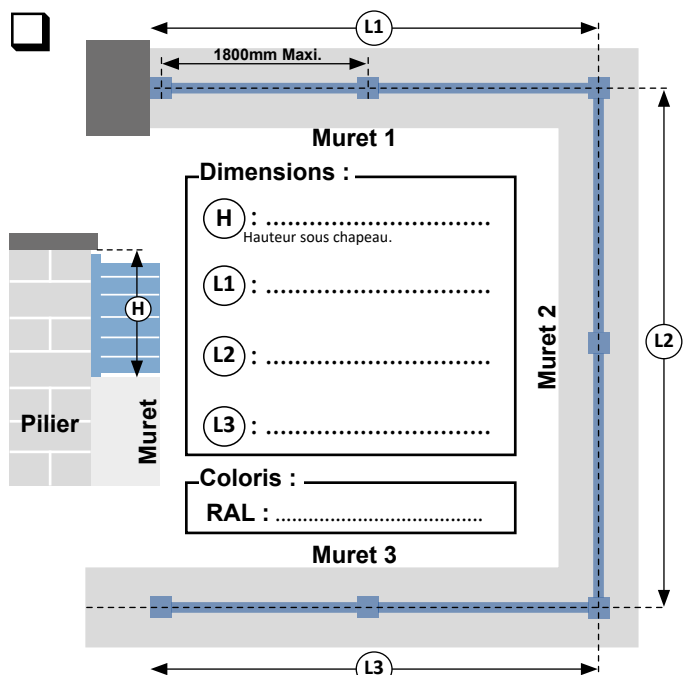 L1
1800mm Maxi.
Muret 1
Dimensions :
H : ...........................................
Hauteur sous chapeau.
L1 : ...........................................
L2 : ...........................................
L3 : ...........................................
H
Pilier
Muret
Muret 2
L2
Coloris :
RAL : ......................................
Muret 3
L3